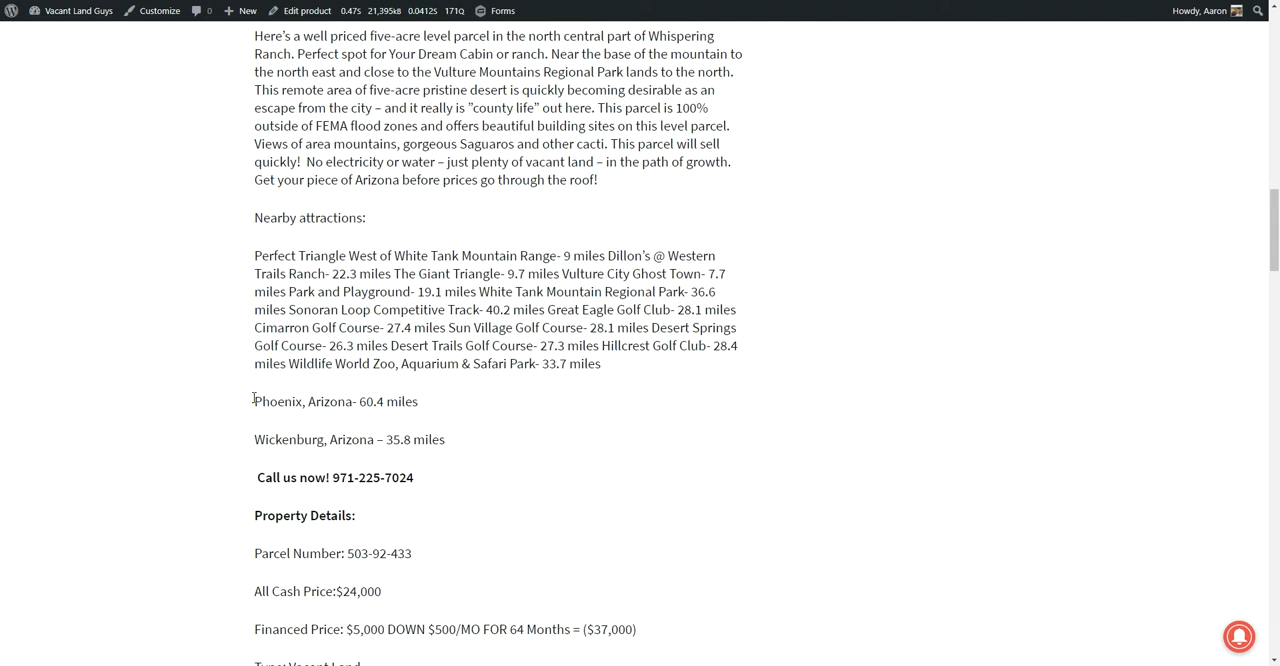 Vacant Land Guys Customize 0 New Edit product 0.47s 21,395kB 0.0412s 171Q Forms Howdy, Aaron
Here's a well priced five-acre level parcel in the north central part of Whispering
Ranch. Perfect spot for Your Dream Cabin or ranch. Near the base of the mountain to
the north east and close to the Vulture Mountains Regional Park lands to the north.
This remote area of five-acre pristine desert is quickly becoming desirable as an
escape from the city – and it really is ”county life” out here. This parcel is 100%
outside of FEMA flood zones and offers beautiful building sites on this level parcel.
Views of area mountains, gorgeous Saguaros and other cacti. This parcel will sell
quickly!  No electricity or water – just plenty of vacant land – in the path of growth.
Get your piece of Arizona before prices go through the roof!
Nearby attractions:
Perfect Triangle West of White Tank Mountain Range- 9 miles Dillon’s @ Western
Trails Ranch- 22.3 miles The Giant Triangle- 9.7 miles Vulture City Ghost Town- 7.7
miles Park and Playground- 19.1 miles White Tank Mountain Regional Park- 36.6
miles Sonoran Loop Competitive Track- 40.2 miles Great Eagle Golf Club- 28.1 miles
Cimarron Golf Course- 27.4 miles Sun Village Golf Course- 28.1 miles Desert Springs
Golf Course- 26.3 miles Desert Trails Golf Course- 27.3 miles Hillcrest Golf Club- 28.4
miles Wildlife World Zoo, Aquarium & Safari Park- 33.7 miles
Phoenix, Arizona- 60.4 miles
Wickenburg, Arizona – 35.8 miles
Call us now! 971-225-7024
Property Details:
Parcel Number: 503-92-433
All Cash Price:$24,000
Financed Price: $5,000 DOWN $500/MO FOR 64 Months = ($37,000)
Type: Vacant Land